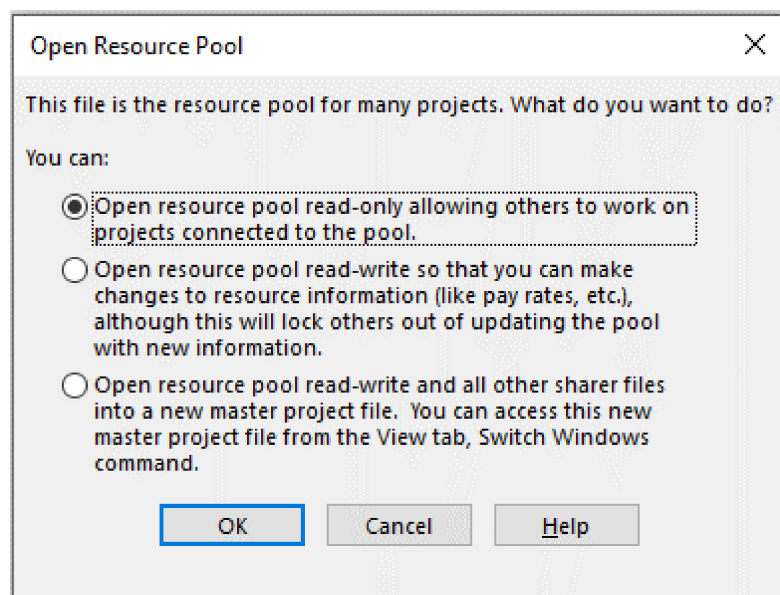 Open Resource Pool
This file is the resource pool for many projects. What do you want to do?
You can:
Open resource pool read-only allowing others to work on
projects connected to the pool.
Open resource pool read-write so that you can make
changes to resource information (like pay rates, etc.),
although this will lock others out of updating the pool
with new information.
Open resource pool read-write and all other sharer files
into a new master project file.  You can access this new
master project file from the View tab, Switch Windows
command.
OK
Cancel
Help